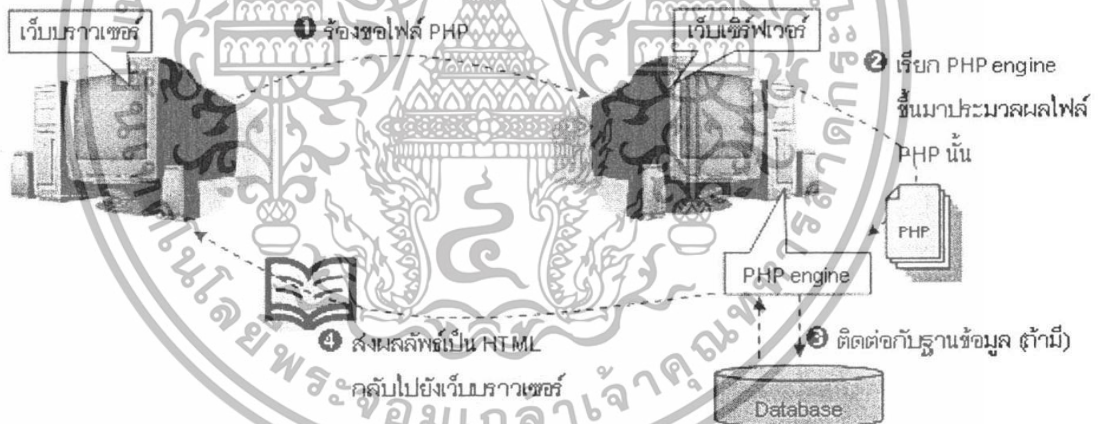 เว็บบราวเซอร์
❶ ร้องขอไฟล์ PHP
เว็บเซิร์ฟเวอร์
❷ เรียก PHP engine
ขึ้นมาประมวลผลไฟล์
PHP นั้น
PHP
PHP engine
❸ ติดต่อกับฐานข้อมูล (ถ้ามี)
Database
❹ ส่งผลลัพธ์เป็น HTML
กลับไปยังเว็บบราวเซอร์